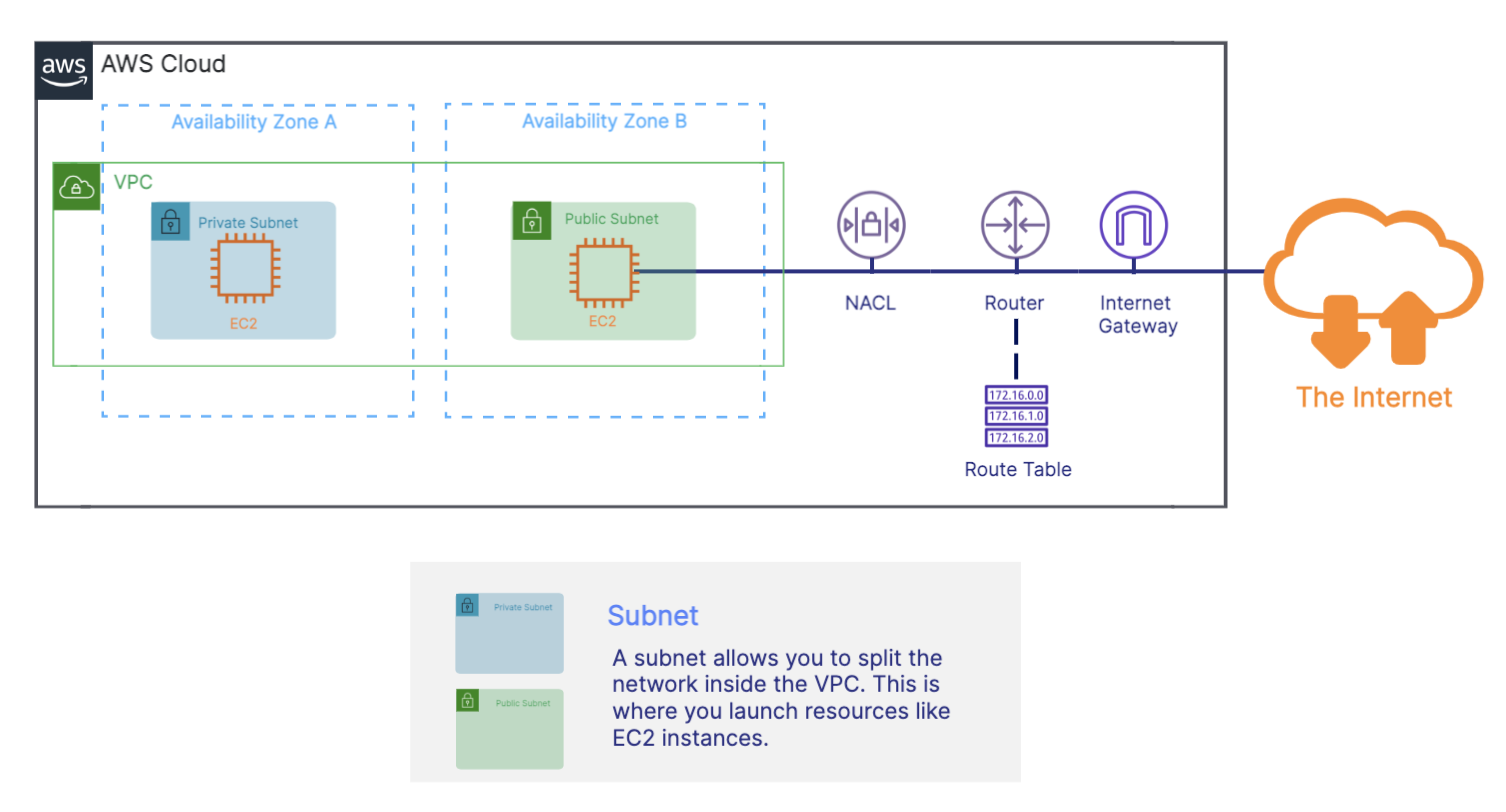 aws
AWS Cloud
Availability Zone A
Availability Zone B
VPC
Private Subnet
EC2
Public Subnet
EC2
NACL
Router
Internet
Gateway
172.16.0.0
172.16.1.0
172.16.2.0
Route Table
The Internet
Private Subnet
Public Subnet
Subnet
A subnet allows you to split the
network inside the VPC. This is
where you launch resources like
EC2 instances.